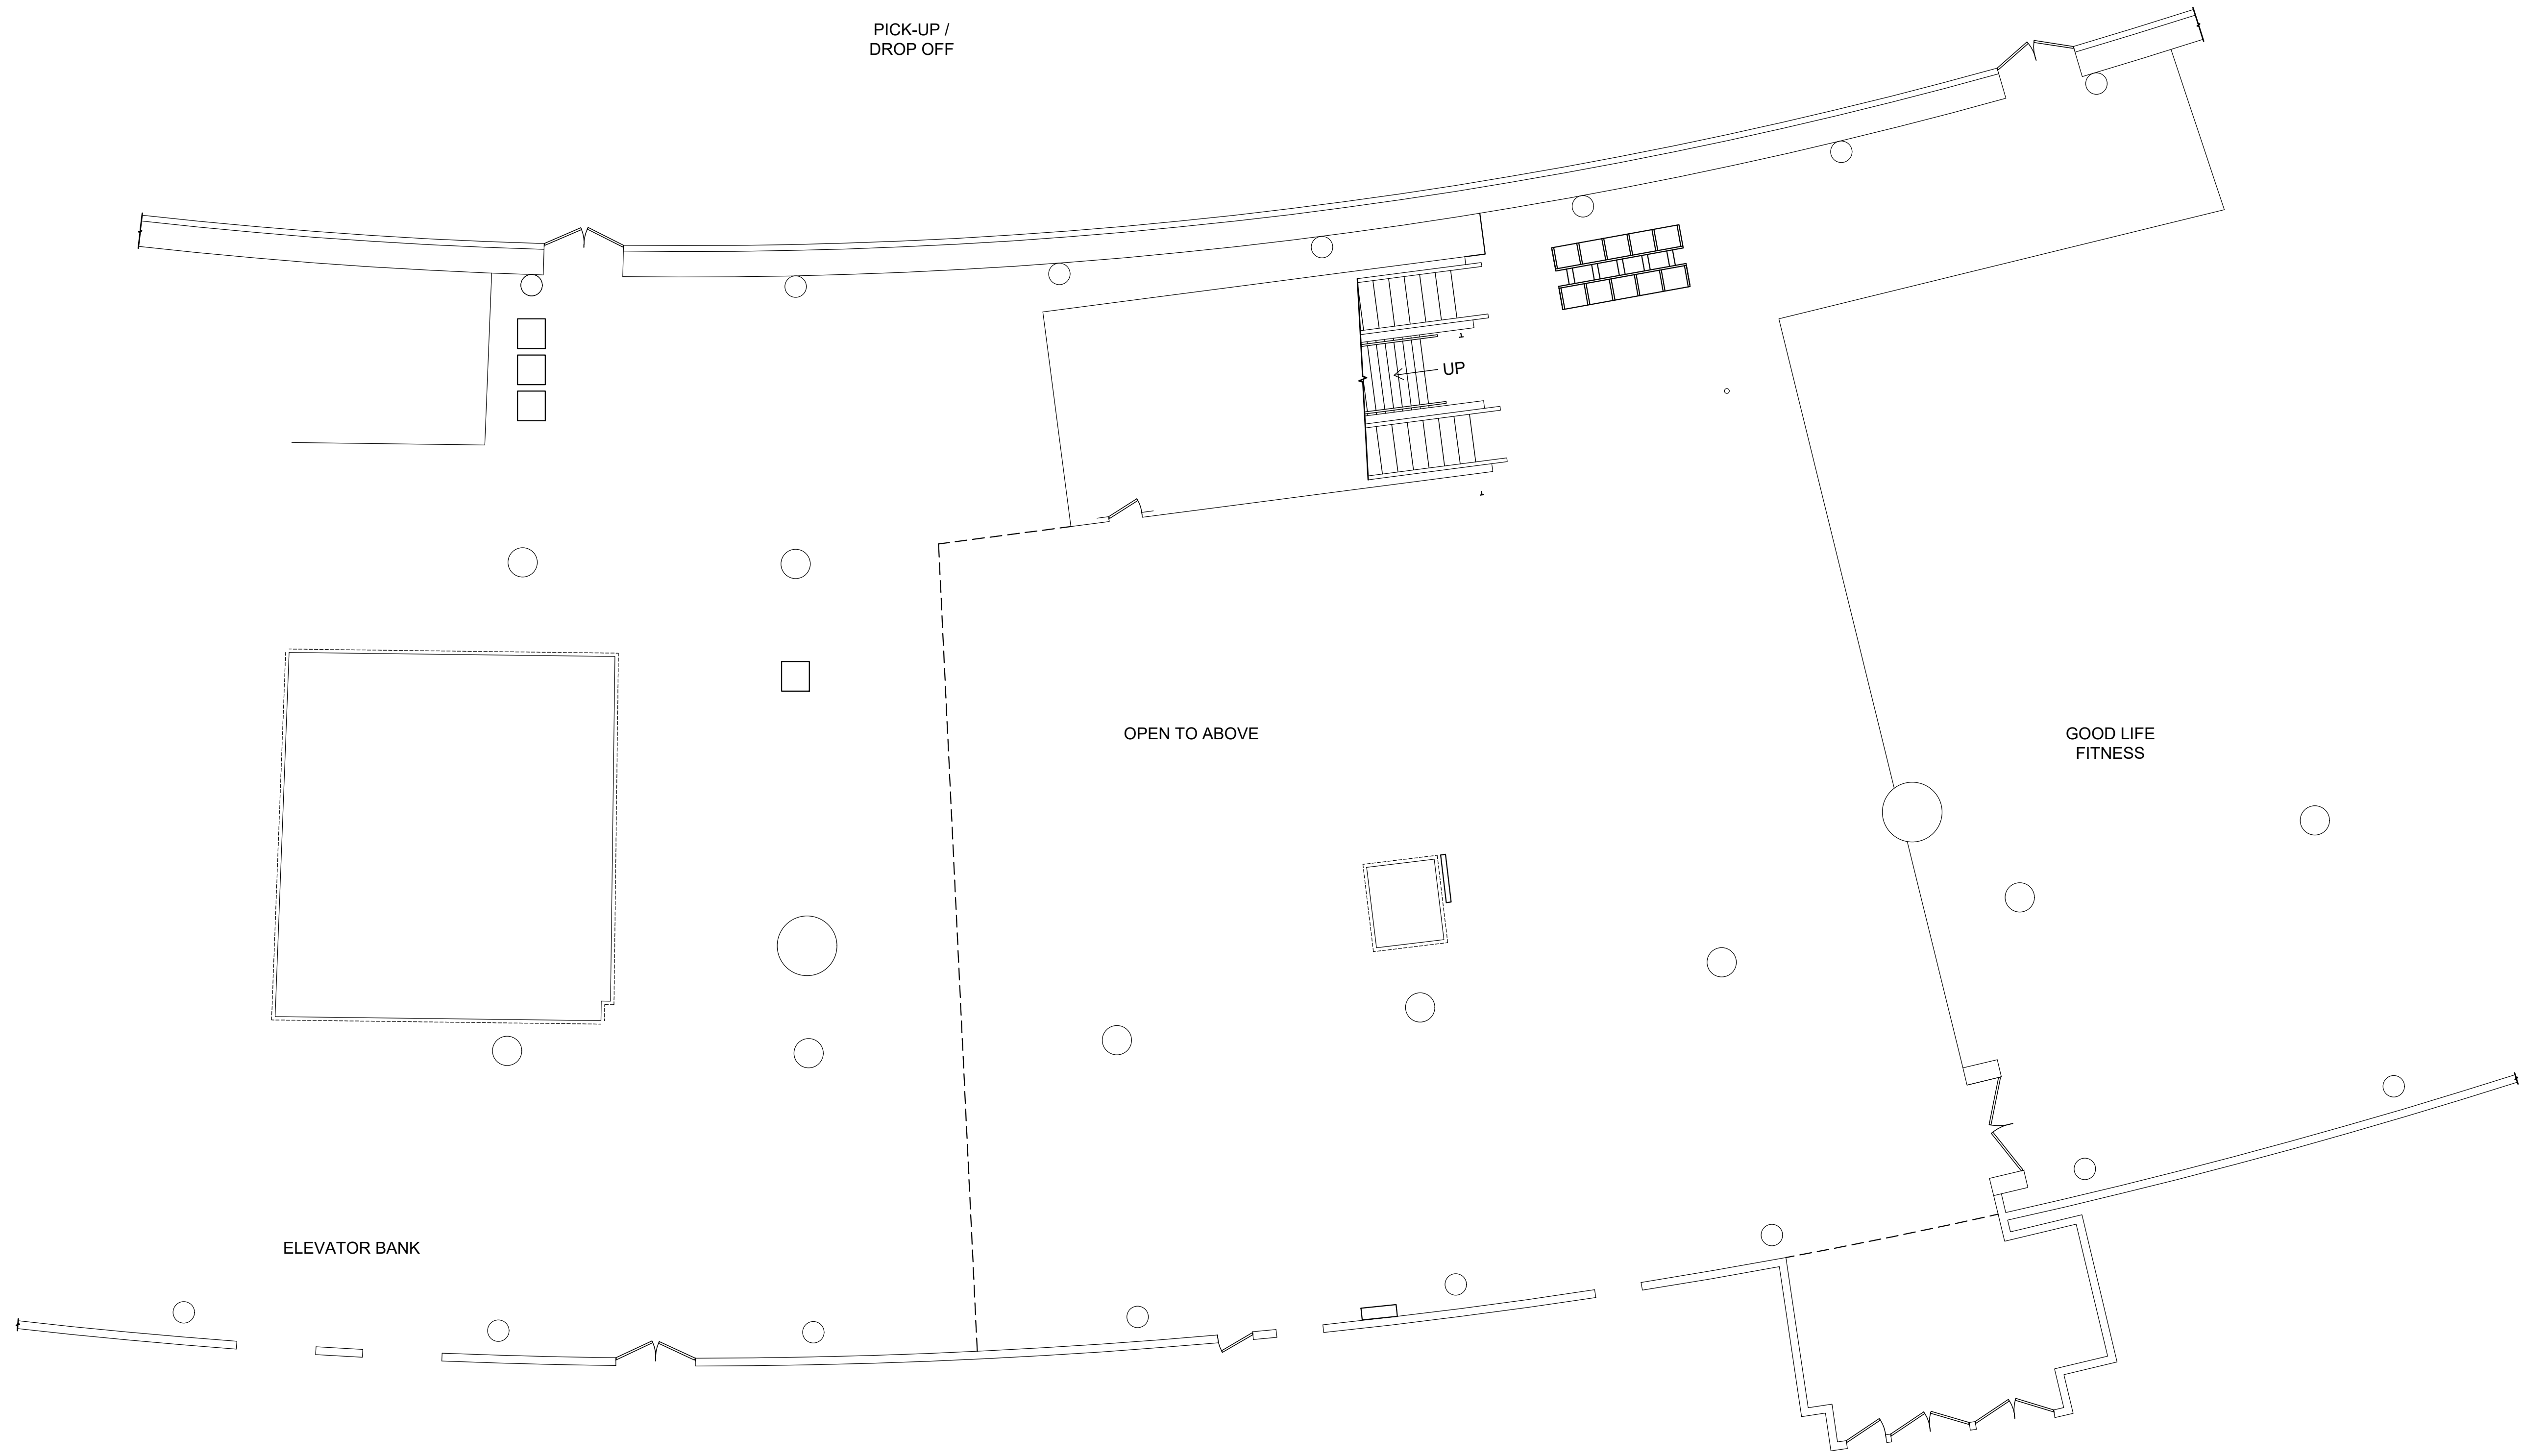 PICK-UP /
DROP OFF
UP
OPEN TO ABOVE
GOOD LIFE
FITNESS
ELEVATOR BANK